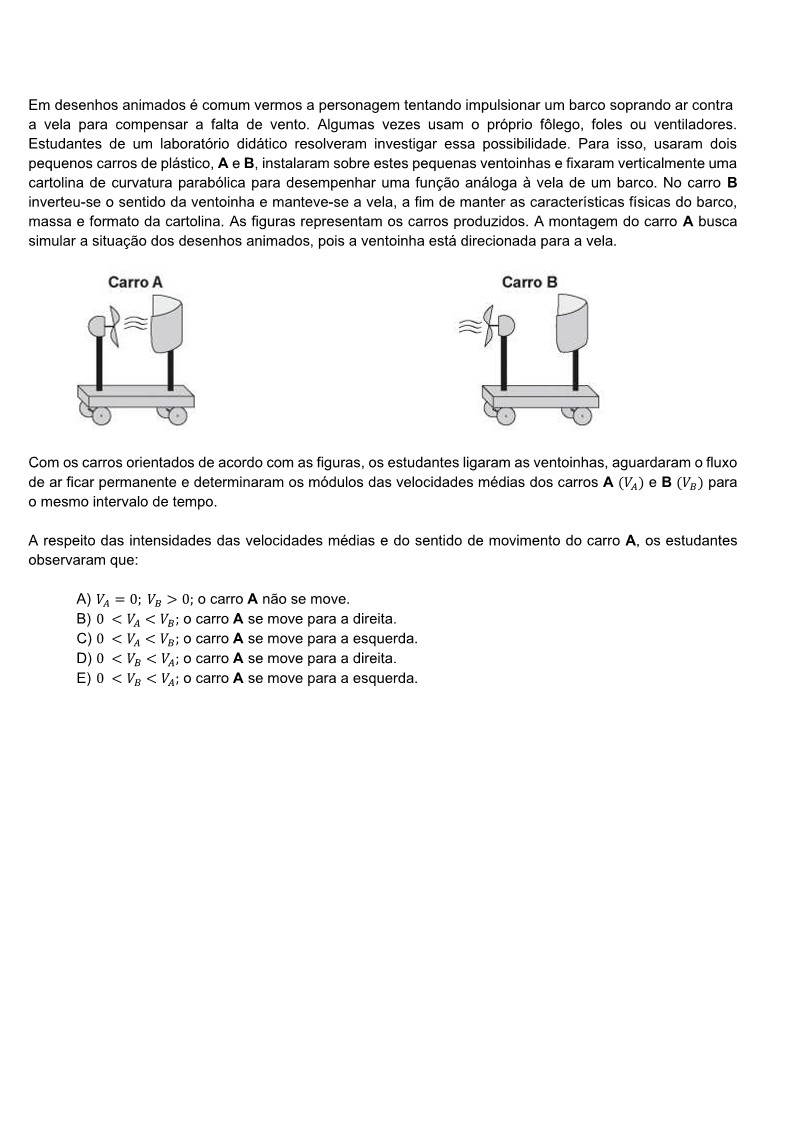 Em desenhos animados é comum vermos a personagem tentando impulsionar um barco soprando ar contra
a vela para compensar a falta de vento. Algumas vezes usam o próprio fôlego, foles ou ventiladores.
Estudantes de um laboratório didático resolveram investigar essa possibilidade. Para isso, usaram dois
pequenos carros de plástico, A e B, instalaram sobre estes pequenas ventoinhas e fixaram verticalmente uma
cartolina de curvatura parabólica para desempenhar uma função análoga à vela de um barco. No carro B
inverteu-se o sentido da ventoinha e manteve-se a vela, a fim de manter as características físicas do barco,
massa e formato da cartolina. As figuras representam os carros produzidos. A montagem do carro A busca
simular a situação dos desenhos animados, pois a ventoinha está direcionada para a vela.
Carro A
Carro B
Com os carros orientados de acordo com as figuras, os estudantes ligaram as ventoinhas, aguardaram o fluxo
de ar ficar permanente e determinaram os módulos das velocidades médias dos carros A (V_A) e B (V_B) para
o mesmo intervalo de tempo.
A respeito das intensidades das velocidades médias e do sentido de movimento do carro A, os estudantes
observaram que:
A) V_A = 0; V_B > 0; o carro A não se move.
B) 0 < V_A < V_B; o carro A se move para a direita.
C) 0 < V_A < V_B; o carro A se move para a esquerda.
D) 0 < V_B < V_A; o carro A se move para a direita.
E) 0 < V_B < V_A; o carro A se move para a esquerda.